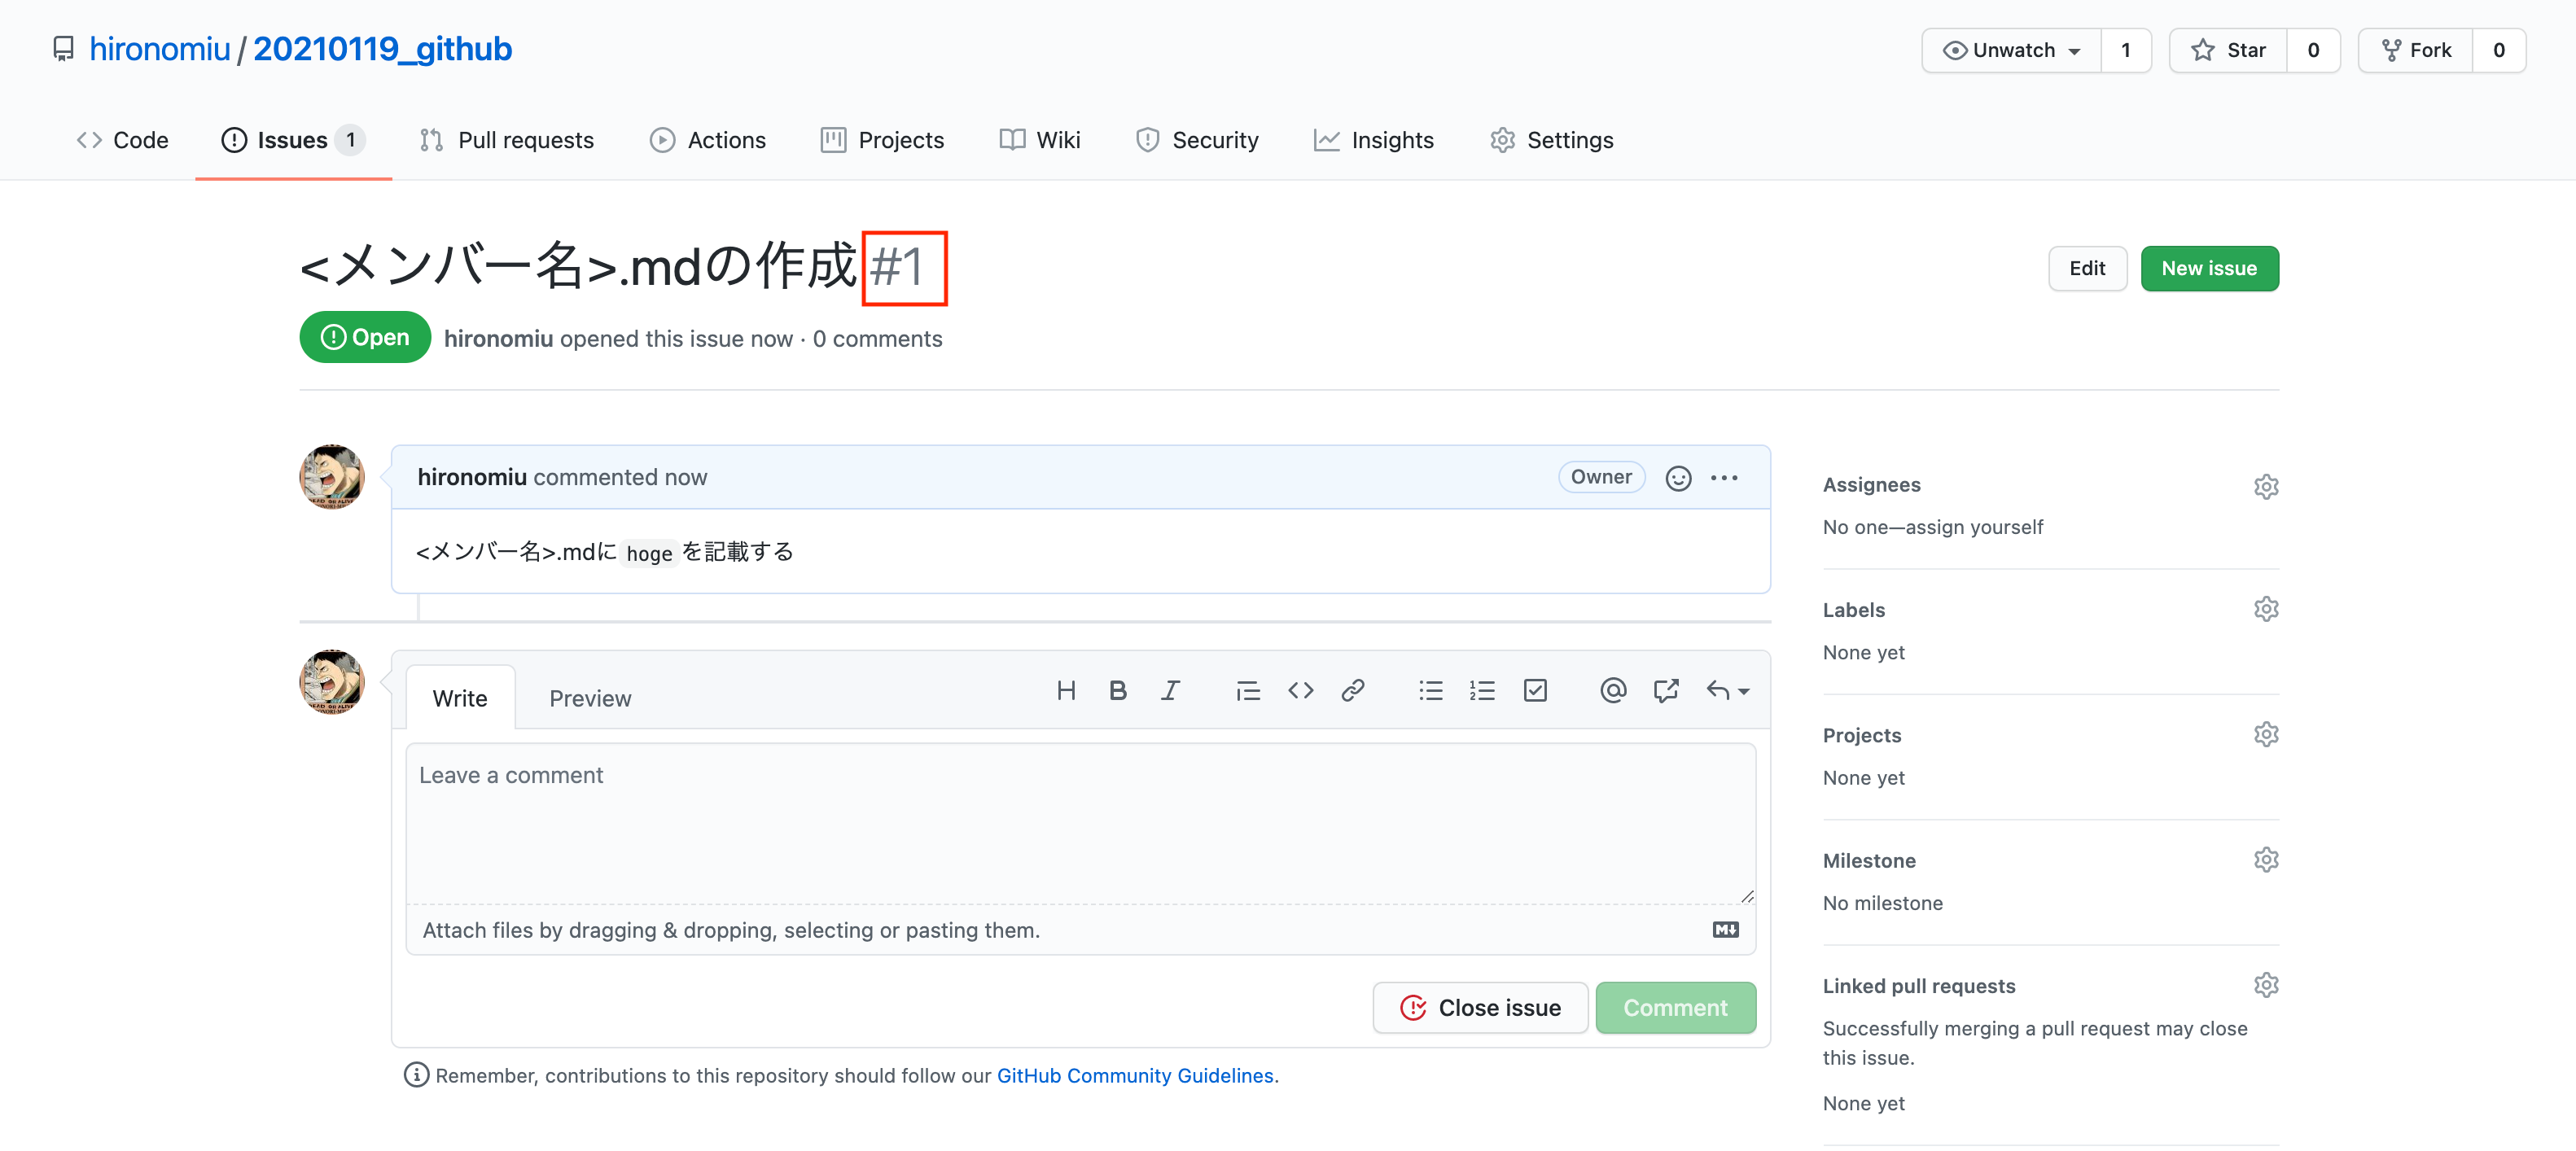 hironomiu / 20210119_github
Unwatch 1 Star 0 Fork 0
Code Issues 1 Pull requests Actions Projects Wiki Security Insights Settings
<メンバー名>.mdの作成 #1
Edit New issue
Open hironomiu opened this issue now · 0 comments
hironomiu commented now Owner
<メンバー名>.mdに hoge を記載する
Write Preview H B I
Leave a comment
Attach files by dragging & dropping, selecting or pasting them.
Close issue Comment
Remember, contributions to this repository should follow our GitHub Community Guidelines.
Assignees
No one—assign yourself
Labels
None yet
Projects
None yet
Milestone
No milestone
Linked pull requests
Successfully merging a pull request may close
this issue.
None yet